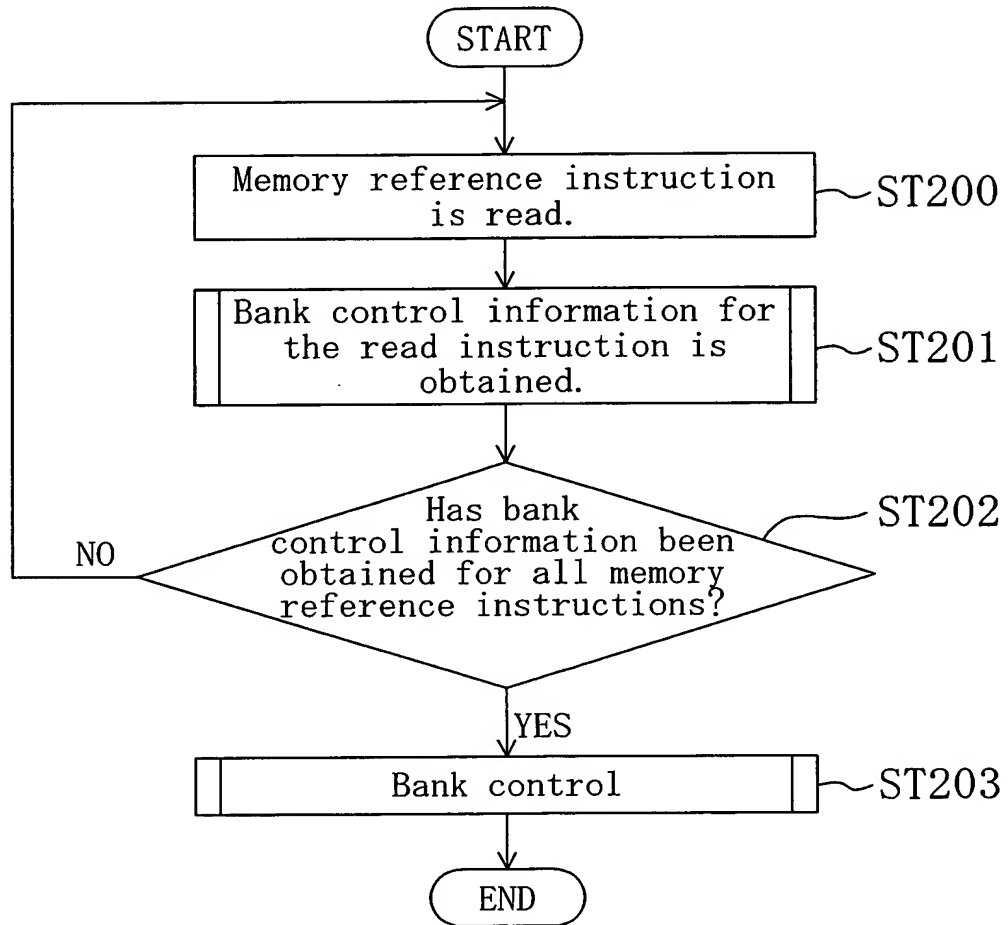 START
Memory reference instruction
is read.
ST200
Bank control information for
the read instruction is
obtained.
ST201
Has bank
control information been
obtained for all memory
reference instructions?
ST202
NO
YES
Bank control
ST203
END